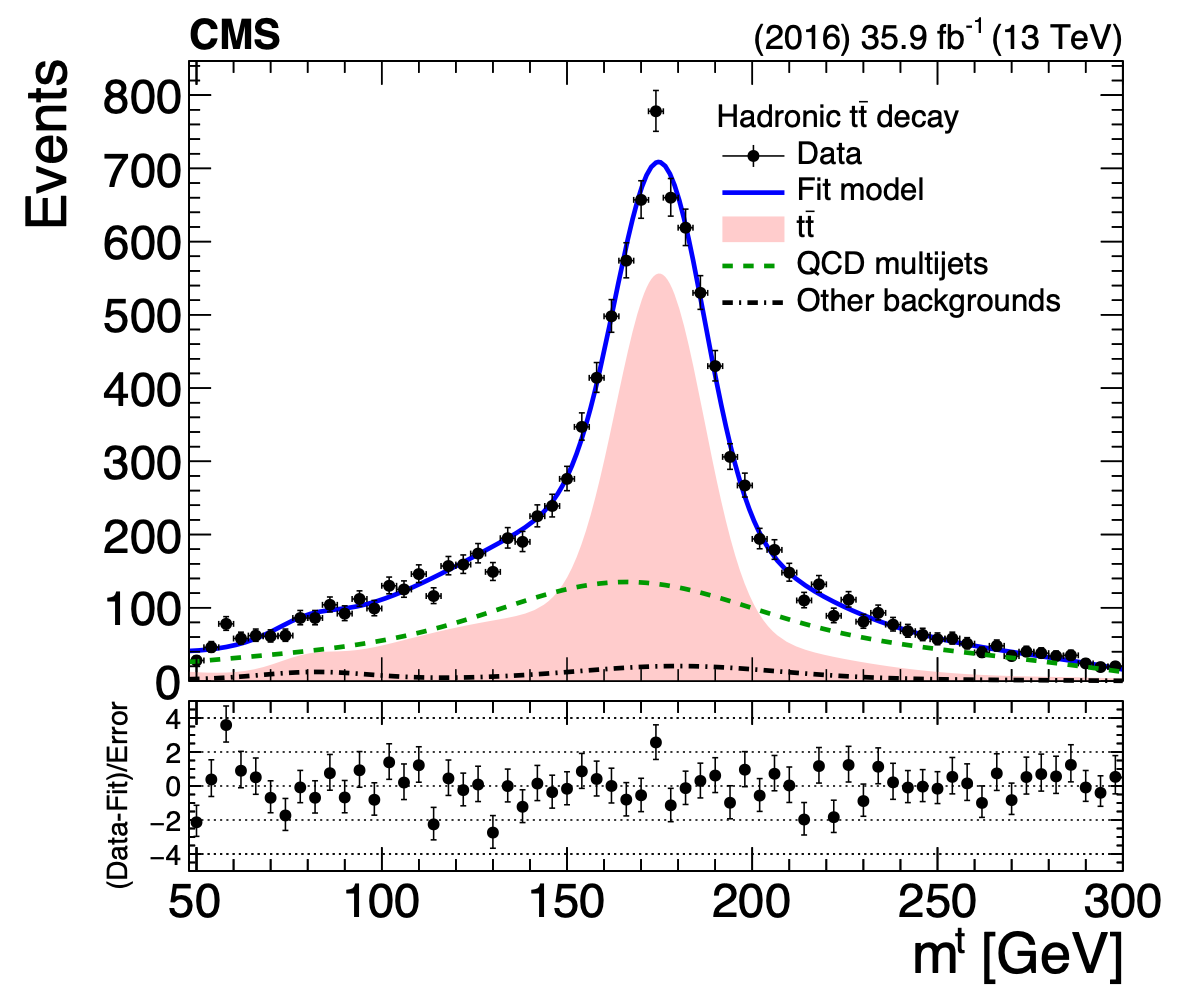 CMS (2016) 35.9 fb⁻¹ (13 TeV)
Events
800
700
600
500
400
300
200
100
0
Hadronic tt̄ decay
Data
Fit model
tt̄
QCD multijets
Other backgrounds
(Data-Fit)/Error
4
2
0
−2
−4
50 100 150 200 250 300
mᵗ [GeV]